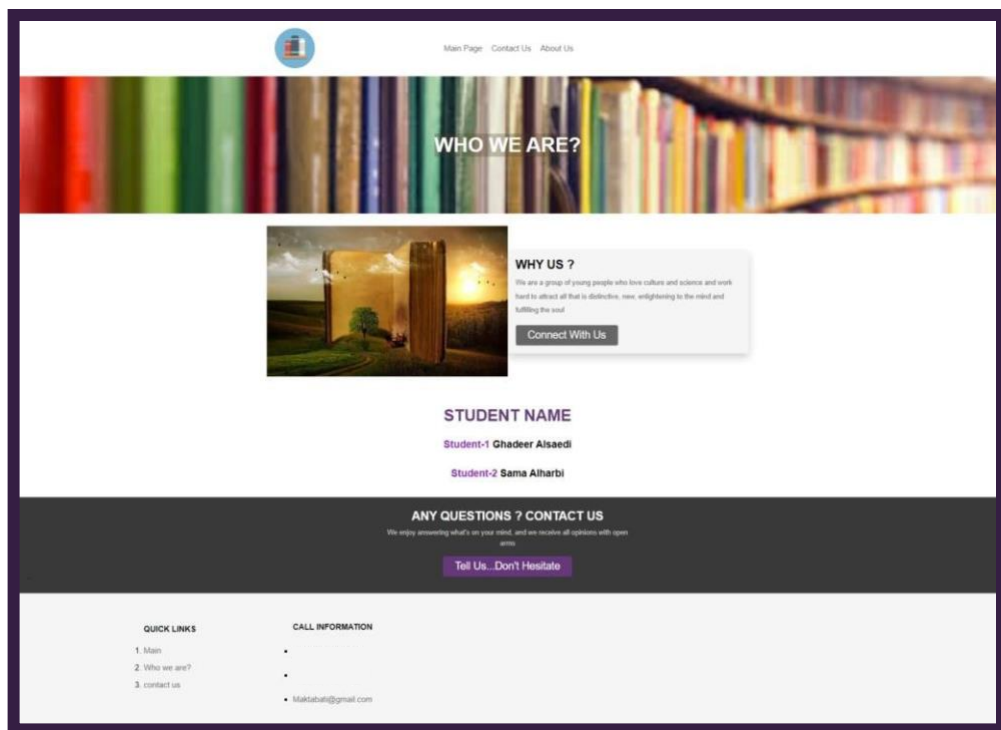 Main Page Contact Us About Us
WHO WE ARE?
WHY US ?
We are a group of young people who love culture and science and work
hard to attract all that is distinctive, new, enlightening to the mind and
fulfilling the soul
Connect With Us
STUDENT NAME
Student-1 Ghadeer Alsaedi
Student-2 Sama Alharbi
ANY QUESTIONS ? CONTACT US
We enjoy answering what's on your mind, and we receive all opinions with open
arms
Tell Us...Don't Hesitate
QUICK LINKS
1. Main
2. Who we are?
3. contact us
CALL INFORMATION
Maktabati@gmail.com